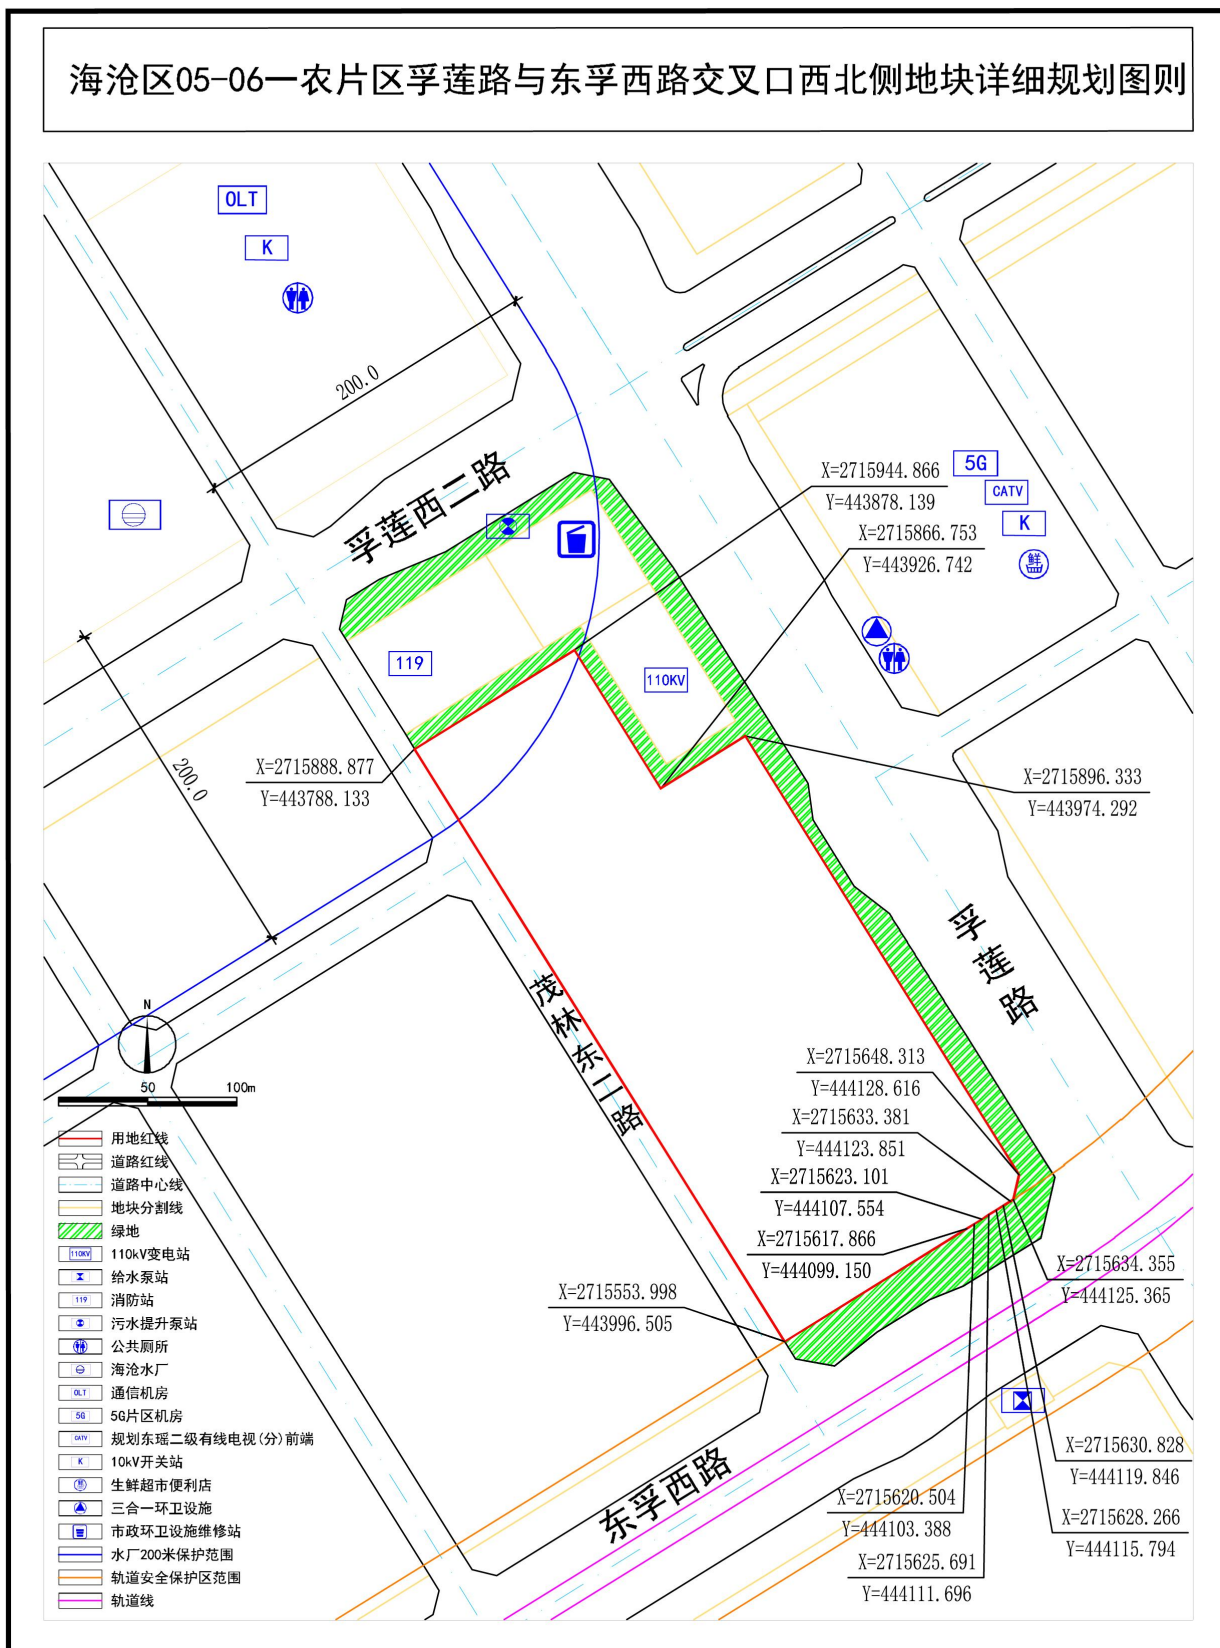 海沧区05-06一农片区孚莲路与东孚西路交叉口西北侧地块详细规划图则
OLT
K
200.0
孚莲西二路
5G
CATV
K
鲜
X=2715944.866
Y=443878.139
X=2715866.753
Y=443926.742
119
110KV
X=2715888.877
Y=443788.133
200.0
X=2715896.333
Y=443974.292
孚莲路
茂林东二路
N
50
100m
X=2715648.313
Y=444128.616
X=2715633.381
Y=444123.851
X=2715623.101
Y=444107.554
X=2715617.866
Y=444099.150
X=2715553.998
Y=443996.505
X=2715634.355
Y=444125.365
X=2715630.828
Y=444119.846
X=2715628.266
Y=444115.794
X=2715620.504
Y=444103.388
X=2715625.691
Y=444111.696
东孚西路
用地红线
道路红线
道路中心线
地块分割线
绿地
110KV 110kV变电站
给水泵站
119 消防站
污水提升泵站
公共厕所
海沧水厂
OLT 通信机房
5G 5G片区机房
CATV 规划东瑶二级有线电视(分)前端
K 10kV开关站
鲜 生鲜超市便利店
三合一环卫设施
市政环卫设施维修站
水厂200米保护范围
轨道安全保护区范围
轨道线